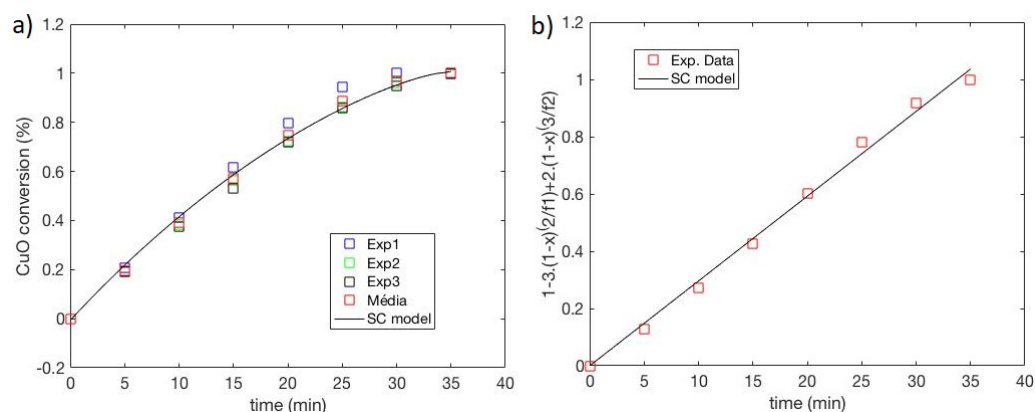 a)
CuO conversion (%)
1.2
1
0.8
0.6
0.4
0.2
0
-0.2
0 5 10 15 20 25 30 35 40
time (min)
Exp1
Exp2
Exp3
Média
SC model
b)
1-3.(1-x)^(2/f1)+2.(1-x)^(3/f2)
1.2
1
0.8
0.6
0.4
0.2
0
0 5 10 15 20 25 30 35 40
time (min)
Exp. Data
SC model